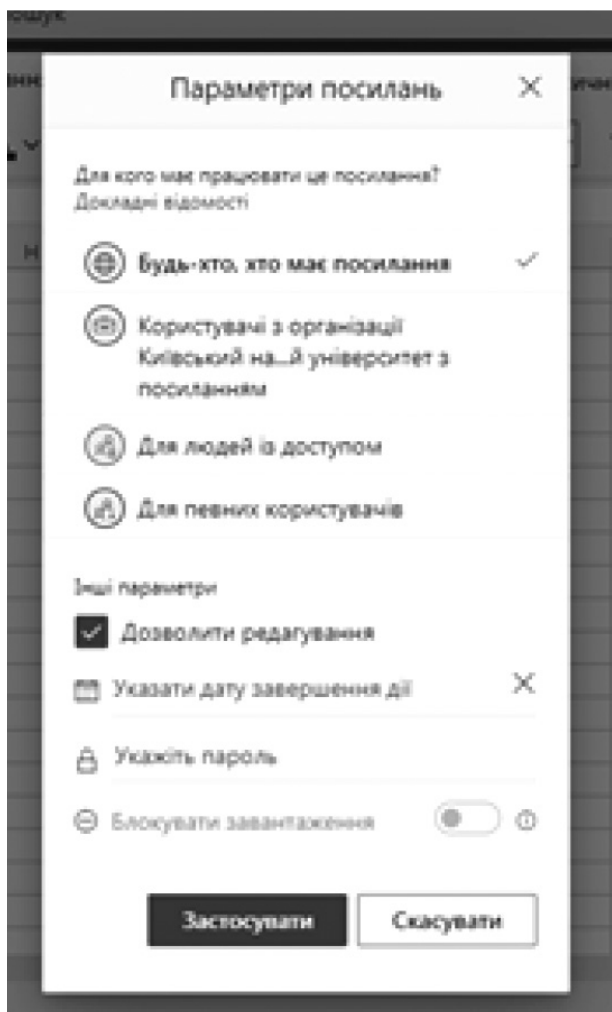 Параметри посилань
Для кого має працювати це посилання?
Докладні відомості
Будь-хто, хто має посилання
Користувачі з організації
Київський на...й університет з
посиланням
Для людей із доступом
Для певних користувачів
Інші параметри
Дозволити редагування
Указати дату завершення дії
Укажіть пароль
Блокувати завантаження
Застосувати
Скасувати